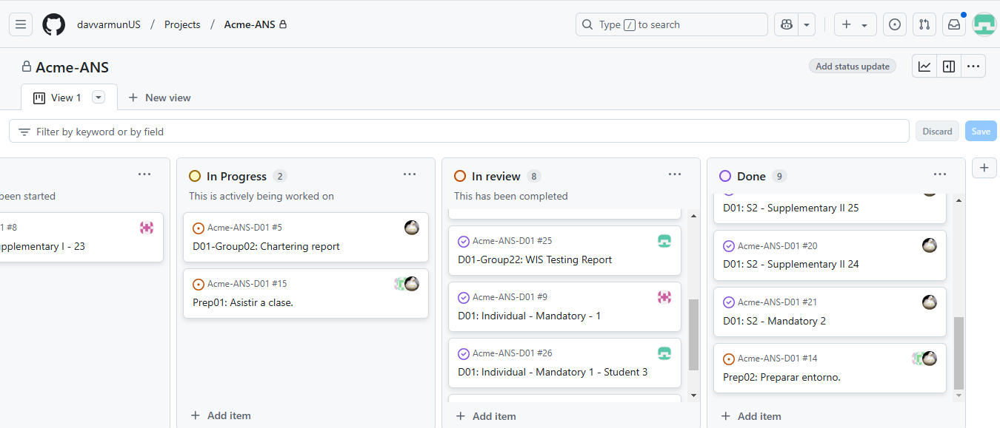 davvarmunUS / Projects / Acme-ANS
Type / to search
Acme-ANS
Add status update
View 1
New view
Filter by keyword or by field
Discard
Save
been started
1 #8
upplementary I - 23
In Progress 2
This is actively being worked on
Acme-ANS-D01 #5
D01-Group02: Chartering report
Acme-ANS-D01 #15
Prep01: Asistir a clase.
Add item
In review 8
This has been completed
Acme-ANS-D01 #25
D01-Group22: WIS Testing Report
Acme-ANS-D01 #9
D01: Individual - Mandatory - 1
Acme-ANS-D01 #26
D01: Individual - Mandatory 1 - Student 3
Add item
Done 9
D01: S2 - Supplementary II 25
Acme-ANS-D01 #20
D01: S2 - Supplementary II 24
Acme-ANS-D01 #21
D01: S2 - Mandatory 2
Acme-ANS-D01 #14
Prep02: Preparar entorno.
Add item